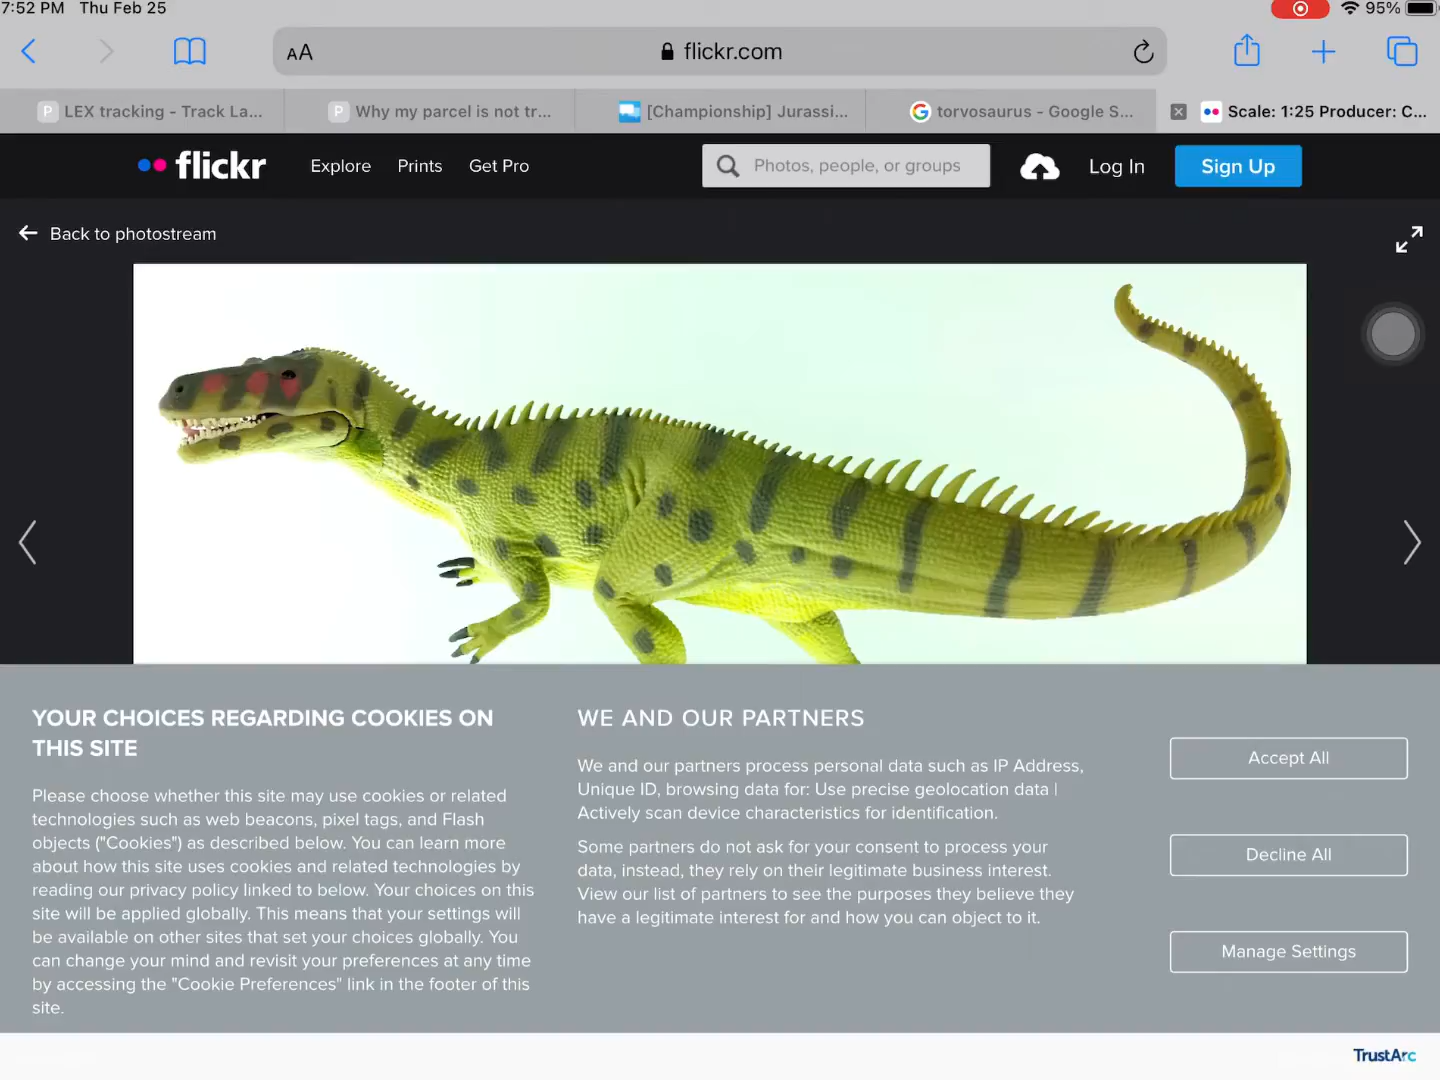 7:52 PM Thu Feb 25
95%
AA
flickr.com
P LEX tracking - Track La...
P Why my parcel is not tr...
[Championship] Jurassi...
G torvosaurus - Google S...
Scale: 1:25 Producer: C...
flickr
Explore
Prints
Get Pro
Photos, people, or groups
Log In
Sign Up
Back to photostream
YOUR CHOICES REGARDING COOKIES ON
THIS SITE
Please choose whether this site may use cookies or related
technologies such as web beacons, pixel tags, and Flash
objects ("Cookies") as described below. You can learn more
about how this site uses cookies and related technologies by
reading our privacy policy linked to below. Your choices on this
site will be applied globally. This means that your settings will
be available on other sites that set your choices globally. You
can change your mind and revisit your preferences at any time
by accessing the "Cookie Preferences" link in the footer of this
site.
WE AND OUR PARTNERS
We and our partners process personal data such as IP Address,
Unique ID, browsing data for: Use precise geolocation data |
Actively scan device characteristics for identification.
Some partners do not ask for your consent to process your
data, instead, they rely on their legitimate business interest.
View our list of partners to see the purposes they believe they
have a legitimate interest for and how you can object to it.
Accept All
Decline All
Manage Settings
TrustArc